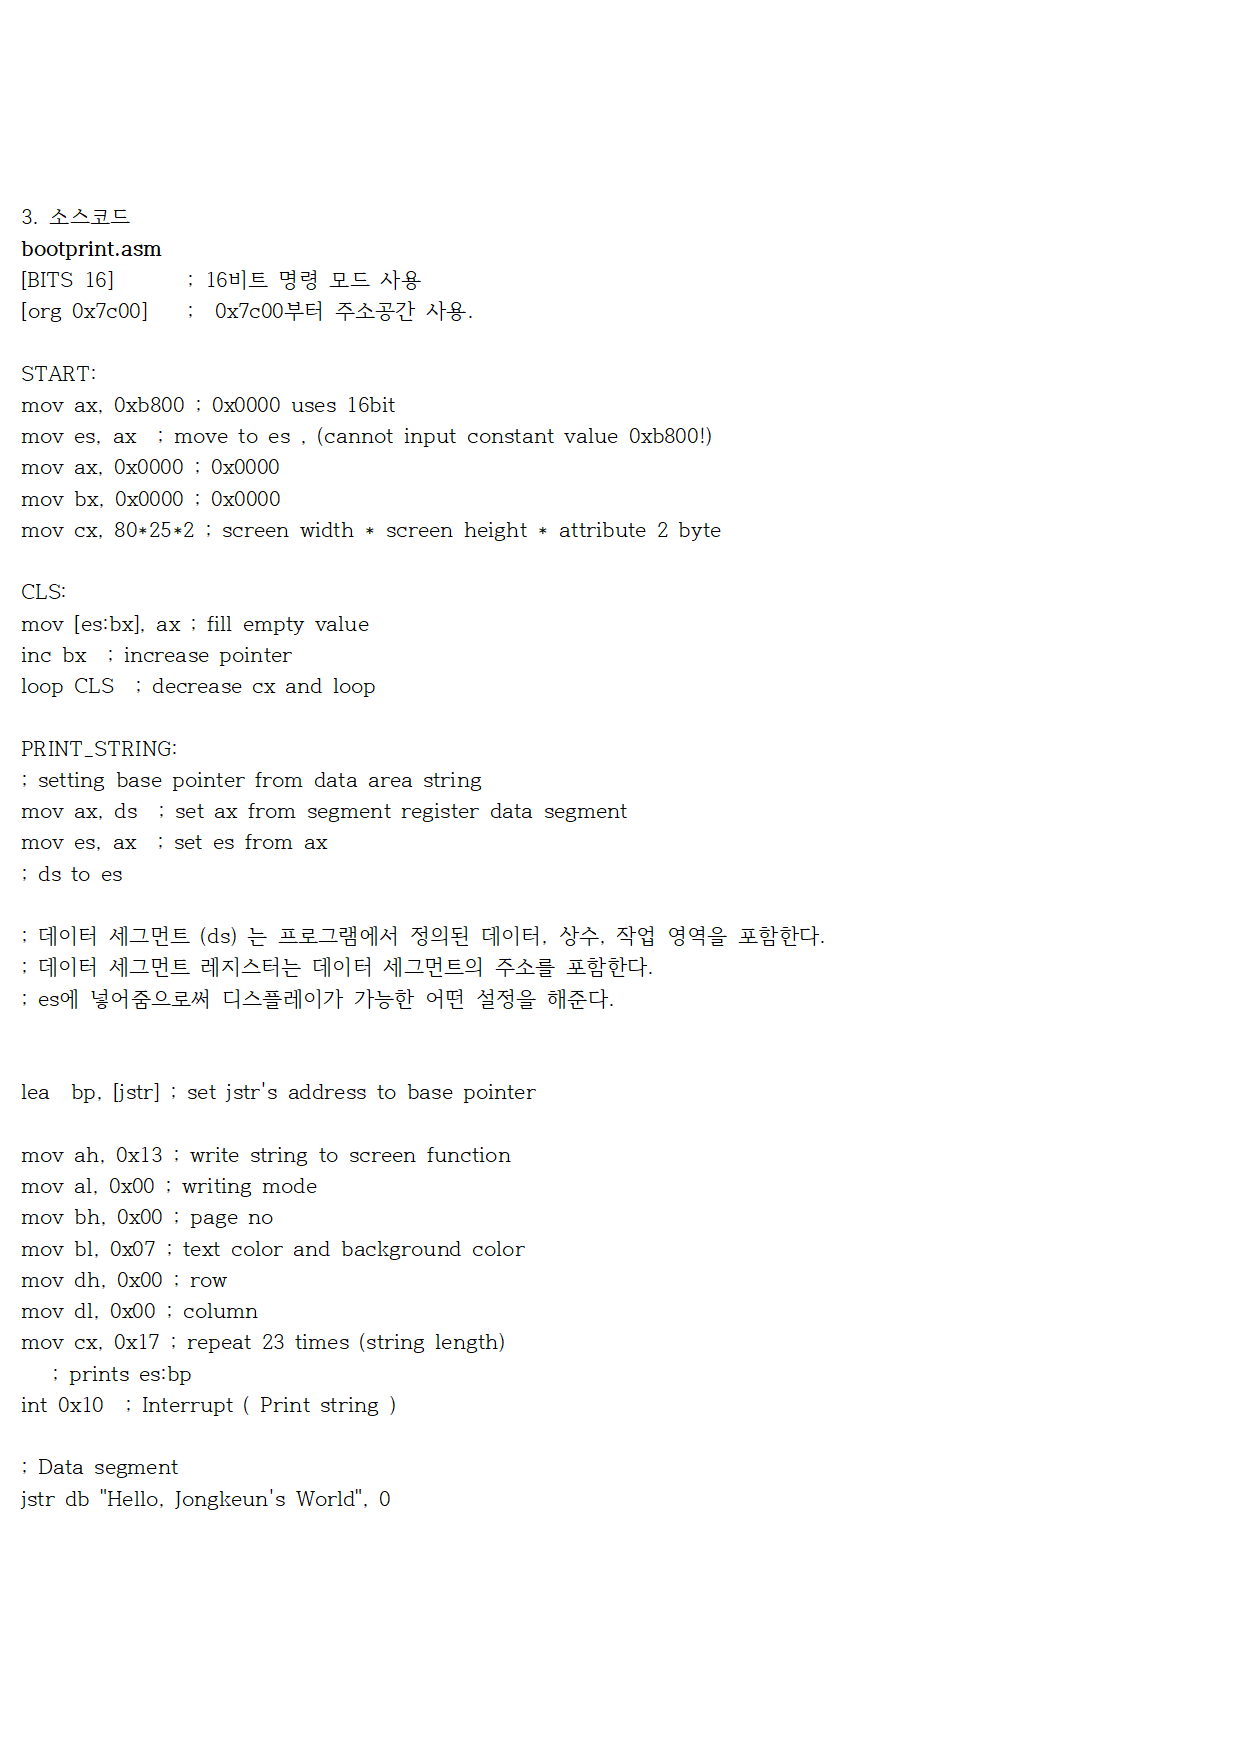 3. 소스코드
bootprint.asm
[BITS 16] ; 16비트 명령 모드 사용
[org 0x7c00] ; 0x7c00부터 주소공간 사용.
START:
mov ax, 0xb800 ; 0x0000 uses 16bit
mov es, ax ; move to es , (cannot input constant value 0xb800!)
mov ax, 0x0000 ; 0x0000
mov bx, 0x0000 ; 0x0000
mov cx, 80*25*2 ; screen width * screen height * attribute 2 byte
CLS:
mov [es:bx], ax ; fill empty value
inc bx ; increase pointer
loop CLS ; decrease cx and loop
PRINT_STRING:
; setting base pointer from data area string
mov ax, ds ; set ax from segment register data segment
mov es, ax ; set es from ax
; ds to es
; 데이터 세그먼트 (ds) 는 프로그램에서 정의된 데이터, 상수, 작업 영역을 포함한다.
; 데이터 세그먼트 레지스터는 데이터 세그먼트의 주소를 포함한다.
; es에 넣어줌으로써 디스플레이가 가능한 어떤 설정을 해준다.
lea bp, [jstr] ; set jstr's address to base pointer
mov ah, 0x13 ; write string to screen function
mov al, 0x00 ; writing mode
mov bh, 0x00 ; page no
mov bl, 0x07 ; text color and background color
mov dh, 0x00 ; row
mov dl, 0x00 ; column
mov cx, 0x17 ; repeat 23 times (string length)
; prints es:bp
int 0x10 ; Interrupt ( Print string )
; Data segment
jstr db "Hello, Jongkeun's World", 0